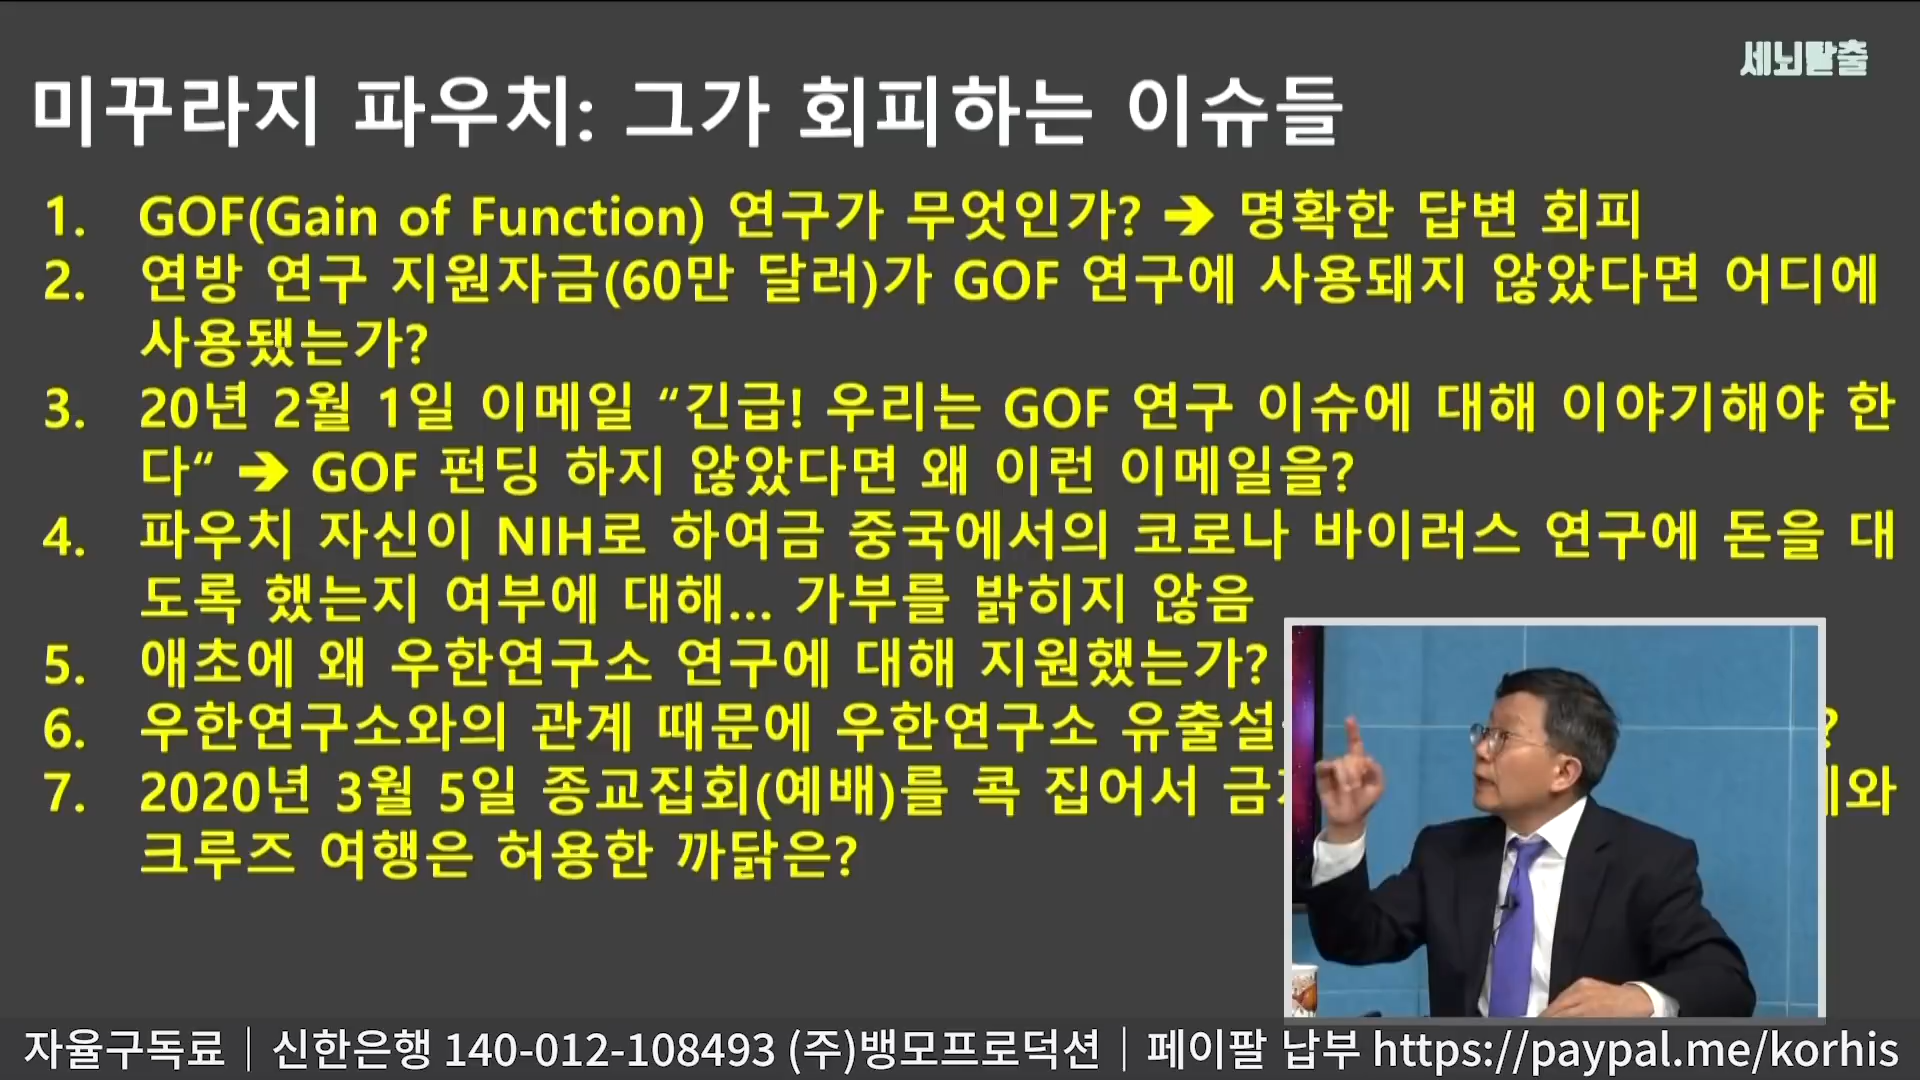 세뇌탈출
미꾸라지 파우치: 그가 회피하는 이슈들
1. GOF(Gain of Function) 연구가 무엇인가? ➔ 명확한 답변 회피
2. 연방 연구 지원자금(60만 달러)가 GOF 연구에 사용돼지 않았다면 어디에
사용됐는가?
3. 20년 2월 1일 이메일 “긴급! 우리는 GOF 연구 이슈에 대해 이야기해야 한
다“ ➔ GOF 펀딩 하지 않았다면 왜 이런 이메일을?
4. 파우치 자신이 NIH로 하여금 중국에서의 코로나 바이러스 연구에 돈을 대
도록 했는지 여부에 대해... 가부를 밝히지 않음
5. 애초에 왜 우한연구소 연구에 대해 지원했는가?
6. 우한연구소와의 관계 때문에 우한연구소 유출설 ?
7. 2020년 3월 5일 종교집회(예배)를 콕 집어서 와
크루즈 여행은 허용한 까닭은?
자율구독료｜신한은행 140-012-108493 (주)뱅모프로덕션｜페이팔 납부 https://paypal.me/korhis